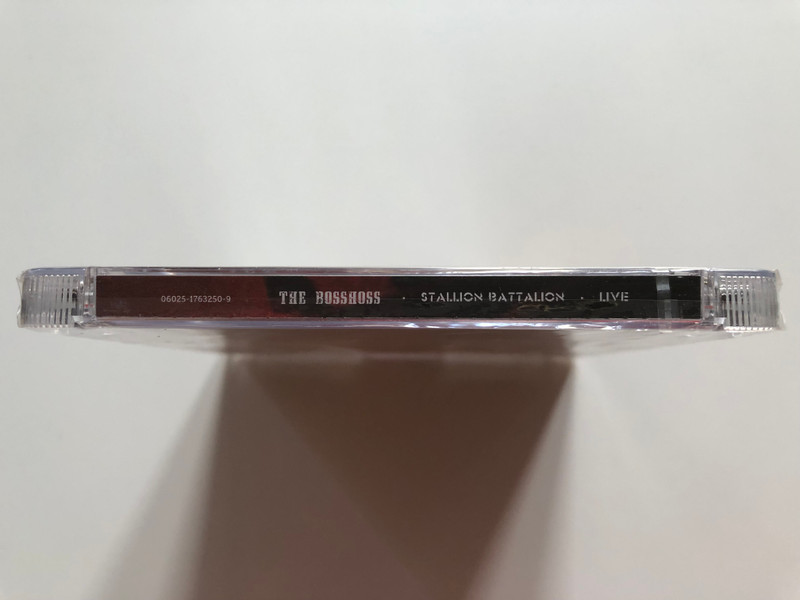 06025-1763250-9 THE BOSSHOSS · STALLION BATTALION · LIVE